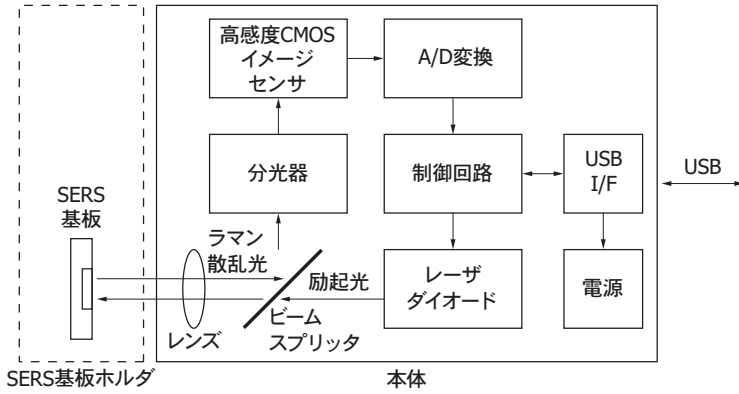 高感度CMOS
イメージ
センサ
A/D変換
分光器
制御回路
USB
I/F
USB
SERS
基板
ラマン
散乱光
励起光
レーザ
ダイオード
電源
レンズ
ビーム
スプリッタ
SERS基板ホルダ
本体